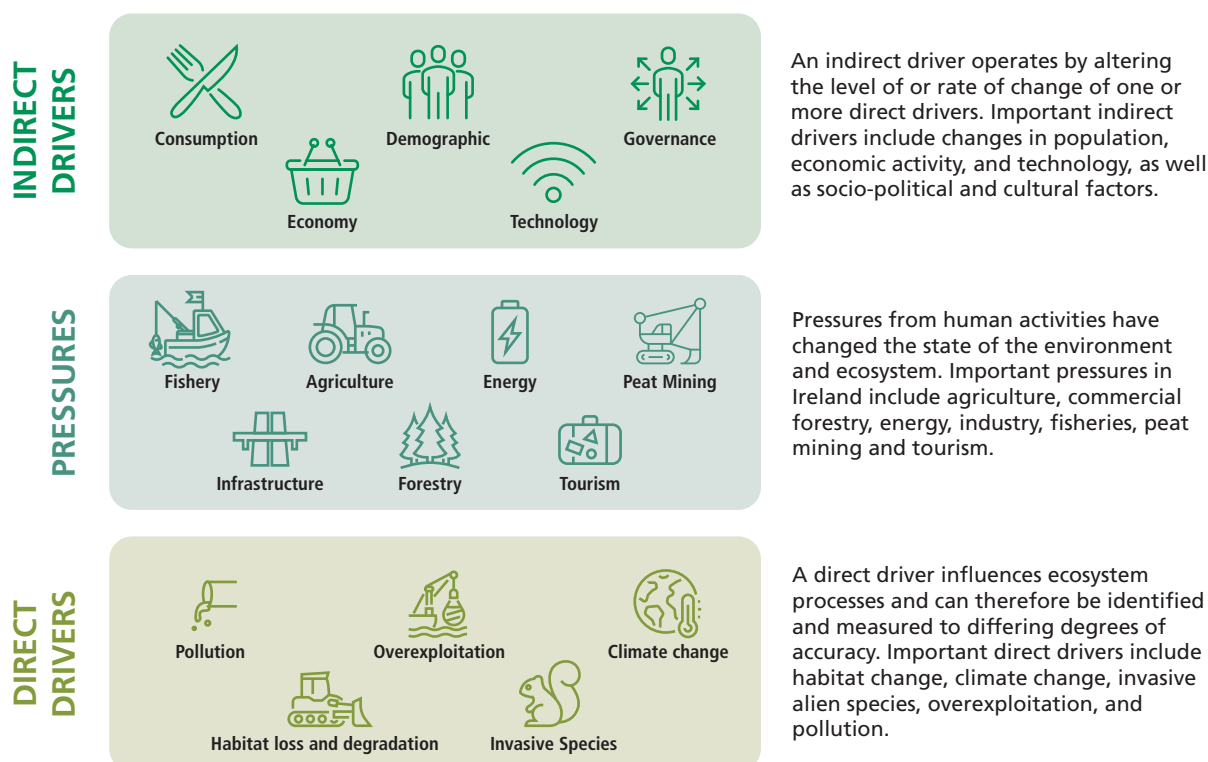 INDIRECT
DRIVERS
Consumption
Demographic
Governance
Economy
Technology
An indirect driver operates by altering
the level of or rate of change of one or
more direct drivers. Important indirect
drivers include changes in population,
economic activity, and technology, as well
as socio-political and cultural factors.
PRESSURES
Fishery
Agriculture
Energy
Peat Mining
Infrastructure
Forestry
Tourism
Pressures from human activities have
changed the state of the environment
and ecosystem. Important pressures in
Ireland include agriculture, commercial
forestry, energy, industry, fisheries, peat
mining and tourism.
DIRECT
DRIVERS
Pollution
Overexploitation
Climate change
Habitat loss and degradation
Invasive Species
A direct driver influences ecosystem
processes and can therefore be identified
and measured to differing degrees of
accuracy. Important direct drivers include
habitat change, climate change, invasive
alien species, overexploitation, and
pollution.